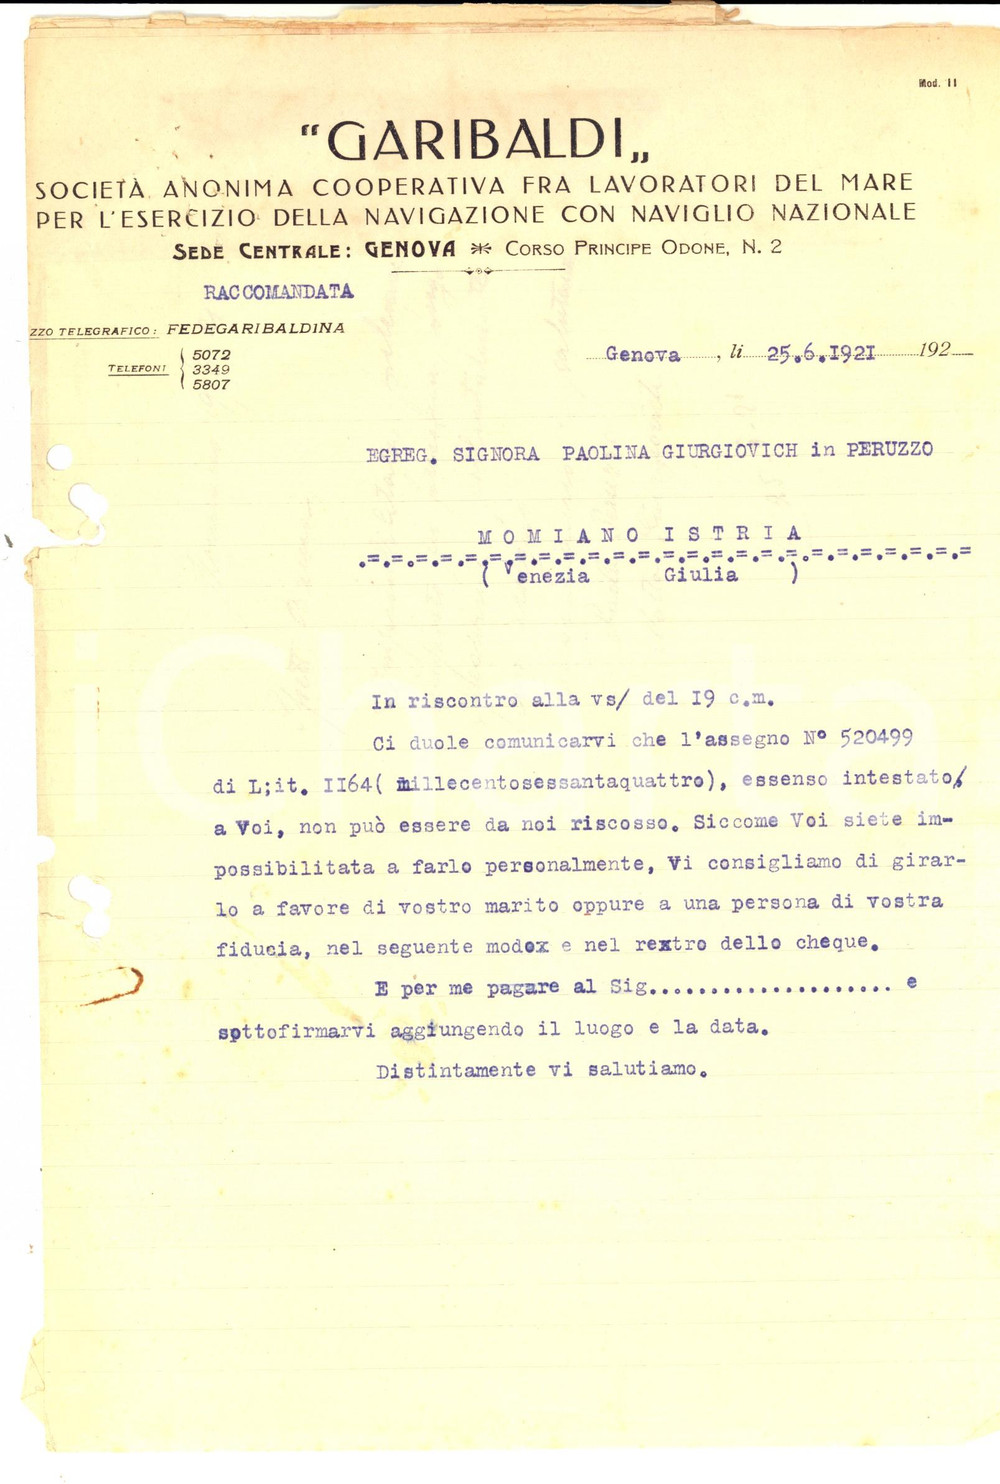 Mod. 11
"GARIBALDI„
SOCIETÀ ANONIMA COOPERATIVA FRA LAVORATORI DEL MARE
PER L'ESERCIZIO DELLA NAVIGAZIONE CON NAVIGLIO NAZIONALE
SEDE CENTRALE: GENOVA CORSO PRINCIPE ODONE, N. 2
RACCOMANDATA
ZZO TELEGRAFICO: FEDEGARIBALDINA
TELEFONI 5072
3349
5807
Genova, li 25.6.1921 192
EGREG. SIGNORA PAOLINA GIURGIOVICH in PERUZZO
MOMIANO ISTRIA
.=.=.=.=.=.=.=.=.=.=.=.=.=.=.=.=.=.=.=.=.=.=.=.=.=
( Venezia Giulia )
In riscontro alla vs/ del 19 c.m.
Ci duole comunicarvi che l'assegno N° 520499
di L;it. 1164( millecentosessantaquattro), essenso intestato/
a Voi, non può essere da noi riscosso. Siccome Voi siete im-
possibilitata a farlo personalmente, Vi consigliamo di girar-
lo a favore di vostro marito oppure a una persona di vostra
fiducia, nel seguente modox e nel rextro dello cheque.
E per me pagare al Sig.................... e
sottofirmarvi aggiungendo il luogo e la data.
Distintamente vi salutiamo.